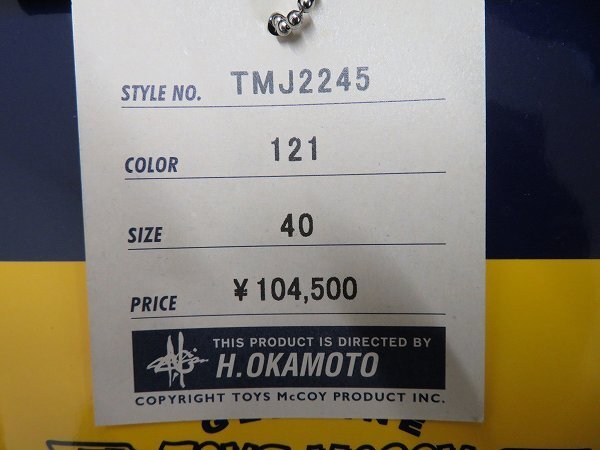 STYLE NO. TMJ2245
COLOR 121
SIZE 40
PRICE ¥ 104,500
THIS PRODUCT IS DIRECTED BY
H.OKAMOTO
COPYRIGHT TOYS McCOY PRODUCT INC.